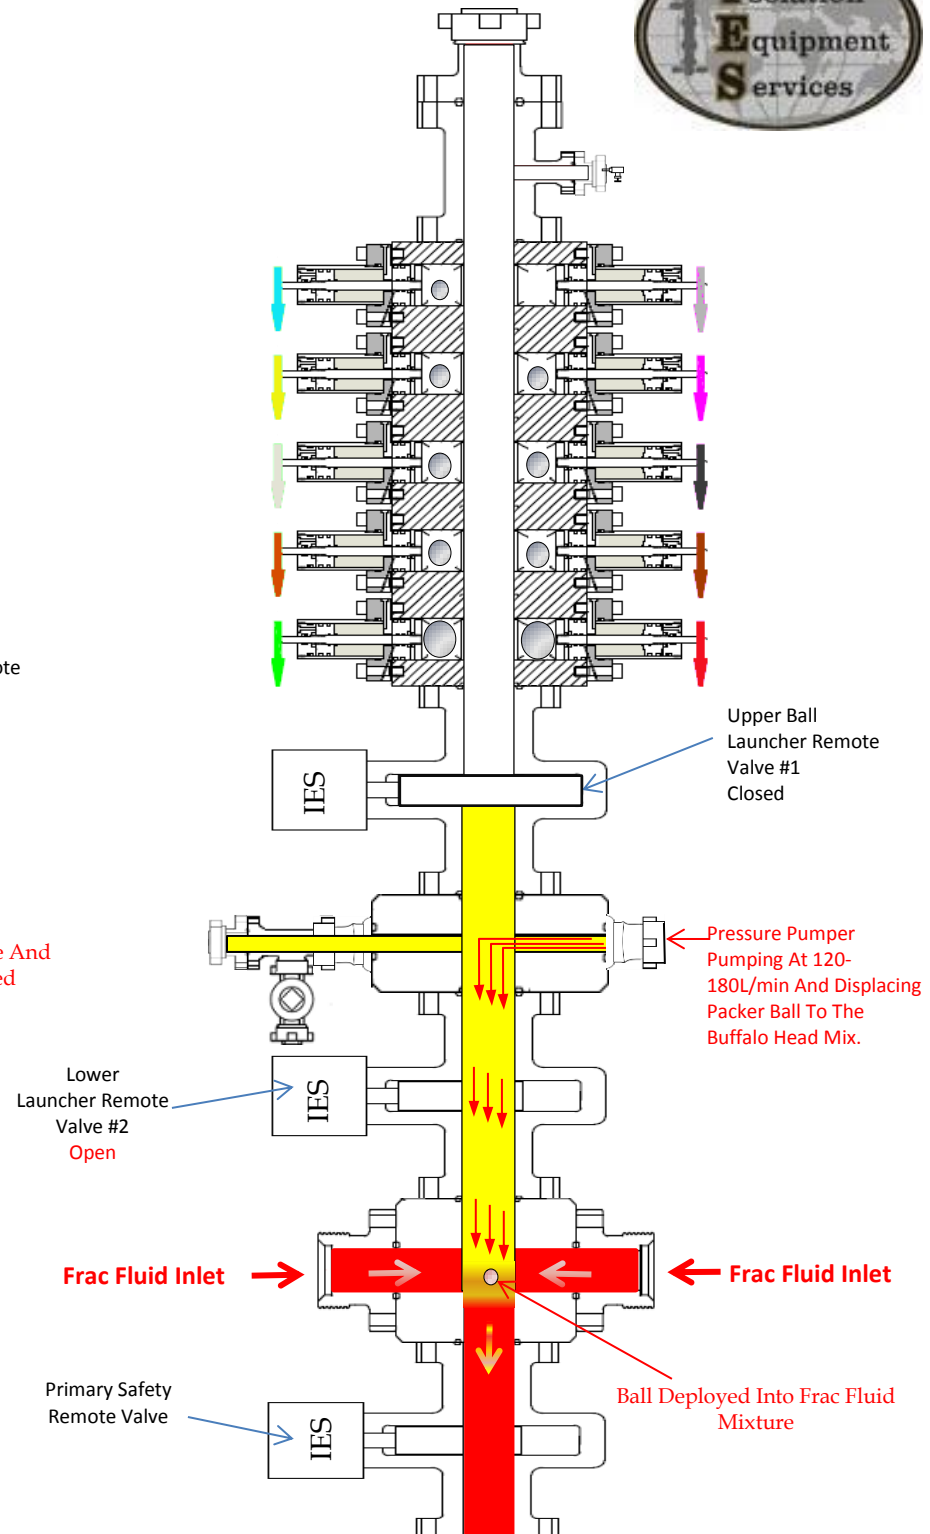 Equipment
Services
Upper Ball
Launcher Remote
Valve #1
Closed
IES
e And
Pressure Pumper
Pumping At 120-
180L/min And Displacing
Packer Ball To The
Buffalo Head Mix.
Lower
Launcher Remote
Valve #2
Open
IES
Frac Fluid Inlet
Frac Fluid Inlet
Ball Deployed Into Frac Fluid
Mixture
Primary Safety
Remote Valve
IES